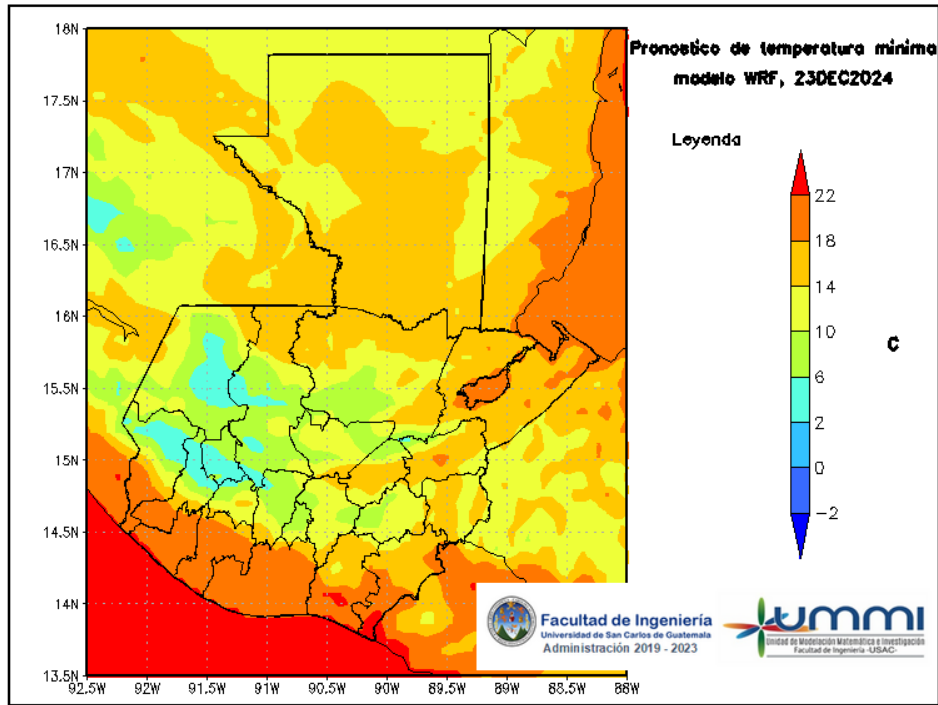 Pronostico de temperatura minima
modelo WRF, 23DEC2024
Leyenda
22
18
14
10
6
2
0
-2
C
18N
17.5N
17N
16.5N
16N
15.5N
15N
14.5N
14N
13.5N
92.5W 92W 91.5W 91W 90.5W 90W 89.5W 89W 88.5W 88W
Facultad de Ingeniería
Universidad de San Carlos de Guatemala
Administración 2019 - 2023
ummi
Unidad de Modelación Matemática e Investigación
Facultad de Ingeniería -USAC-